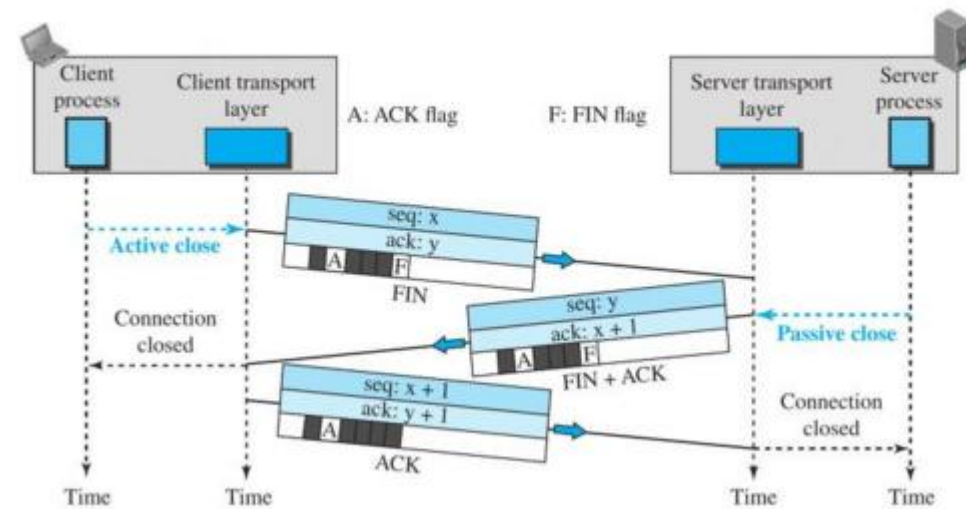 Client
process
Client transport
layer
A: ACK flag
F: FIN flag
Server transport
layer
Server
process
seq: x
ack: y
A
F
FIN
Active close
seq: y
ack: x + 1
A
F
FIN + ACK
Passive close
Connection
closed
seq: x + 1
ack: y + 1
A
ACK
Connection
closed
Time
Time
Time
Time